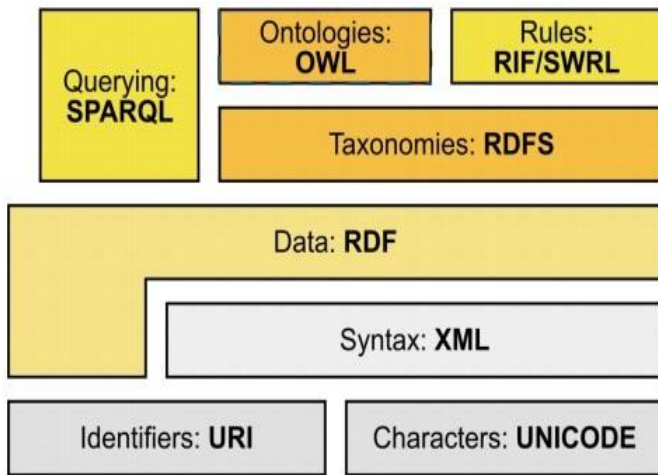 Querying:
SPARQL
Ontologies:
OWL
Rules:
RIF/SWRL
Taxonomies: RDFS
Data: RDF
Syntax: XML
Identifiers: URI
Characters: UNICODE